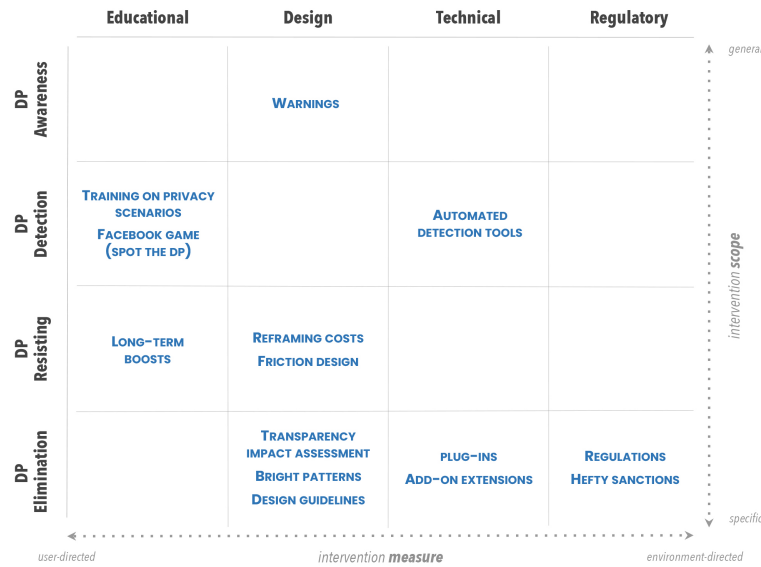 Educational Design Technical Regulatory
general
DP Awareness
WARNINGS
DP Detection
TRAINING ON PRIVACY
SCENARIOS
FACEBOOK GAME
(SPOT THE DP)
AUTOMATED
DETECTION TOOLS
intervention scope
DP Resisting
LONG-TERM
BOOSTS
REFRAMING COSTS
FRICTION DESIGN
DP Elimination
TRANSPARENCY
IMPACT ASSESSMENT
BRIGHT PATTERNS
DESIGN GUIDELINES
PLUG-INS
ADD-ON EXTENSIONS
REGULATIONS
HEFTY SANCTIONS
specific
user-directed
intervention measure
environment-directed